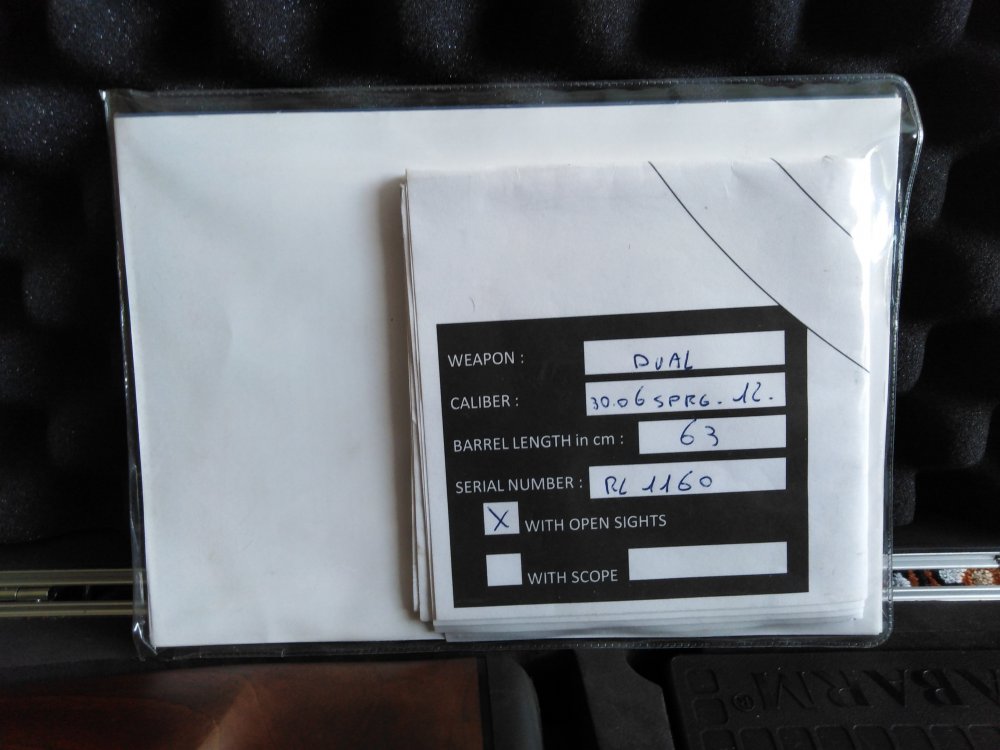 WEAPON : DUAL
CALIBER : 30.06 SPRG. 12.
BARREL LENGTH in cm : 63
SERIAL NUMBER : RL 1160
X WITH OPEN SIGHTS
WITH SCOPE
ABARM®